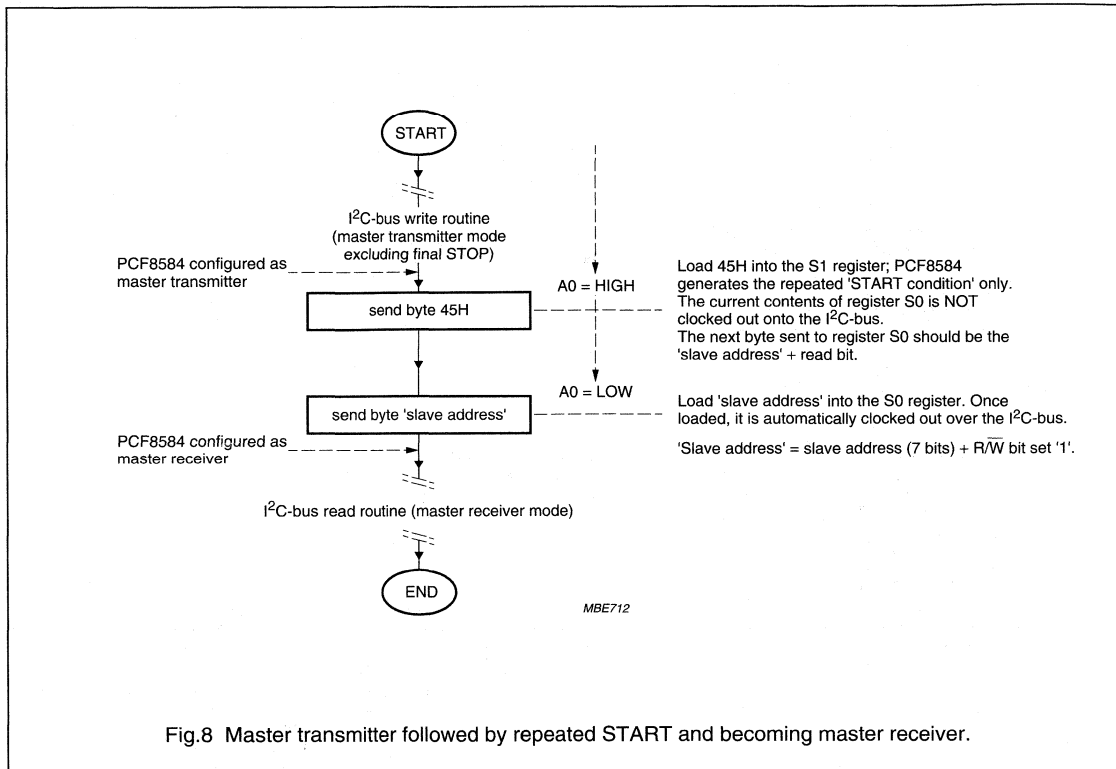 START
I²C-bus write routine
(master transmitter mode
excluding final STOP)
PCF8584 configured as
master transmitter
A0 = HIGH
send byte 45H
Load 45H into the S1 register; PCF8584
generates the repeated 'START condition' only.
The current contents of register S0 is NOT
clocked out onto the I²C-bus.
The next byte sent to register S0 should be the
'slave address' + read bit.
A0 = LOW
send byte 'slave address'
Load 'slave address' into the S0 register. Once
loaded, it is automatically clocked out over the I²C-bus.
'Slave address' = slave address (7 bits) + R/W̅ bit set '1'.
PCF8584 configured as
master receiver
I²C-bus read routine (master receiver mode)
END
MBE712
Fig.8 Master transmitter followed by repeated START and becoming master receiver.